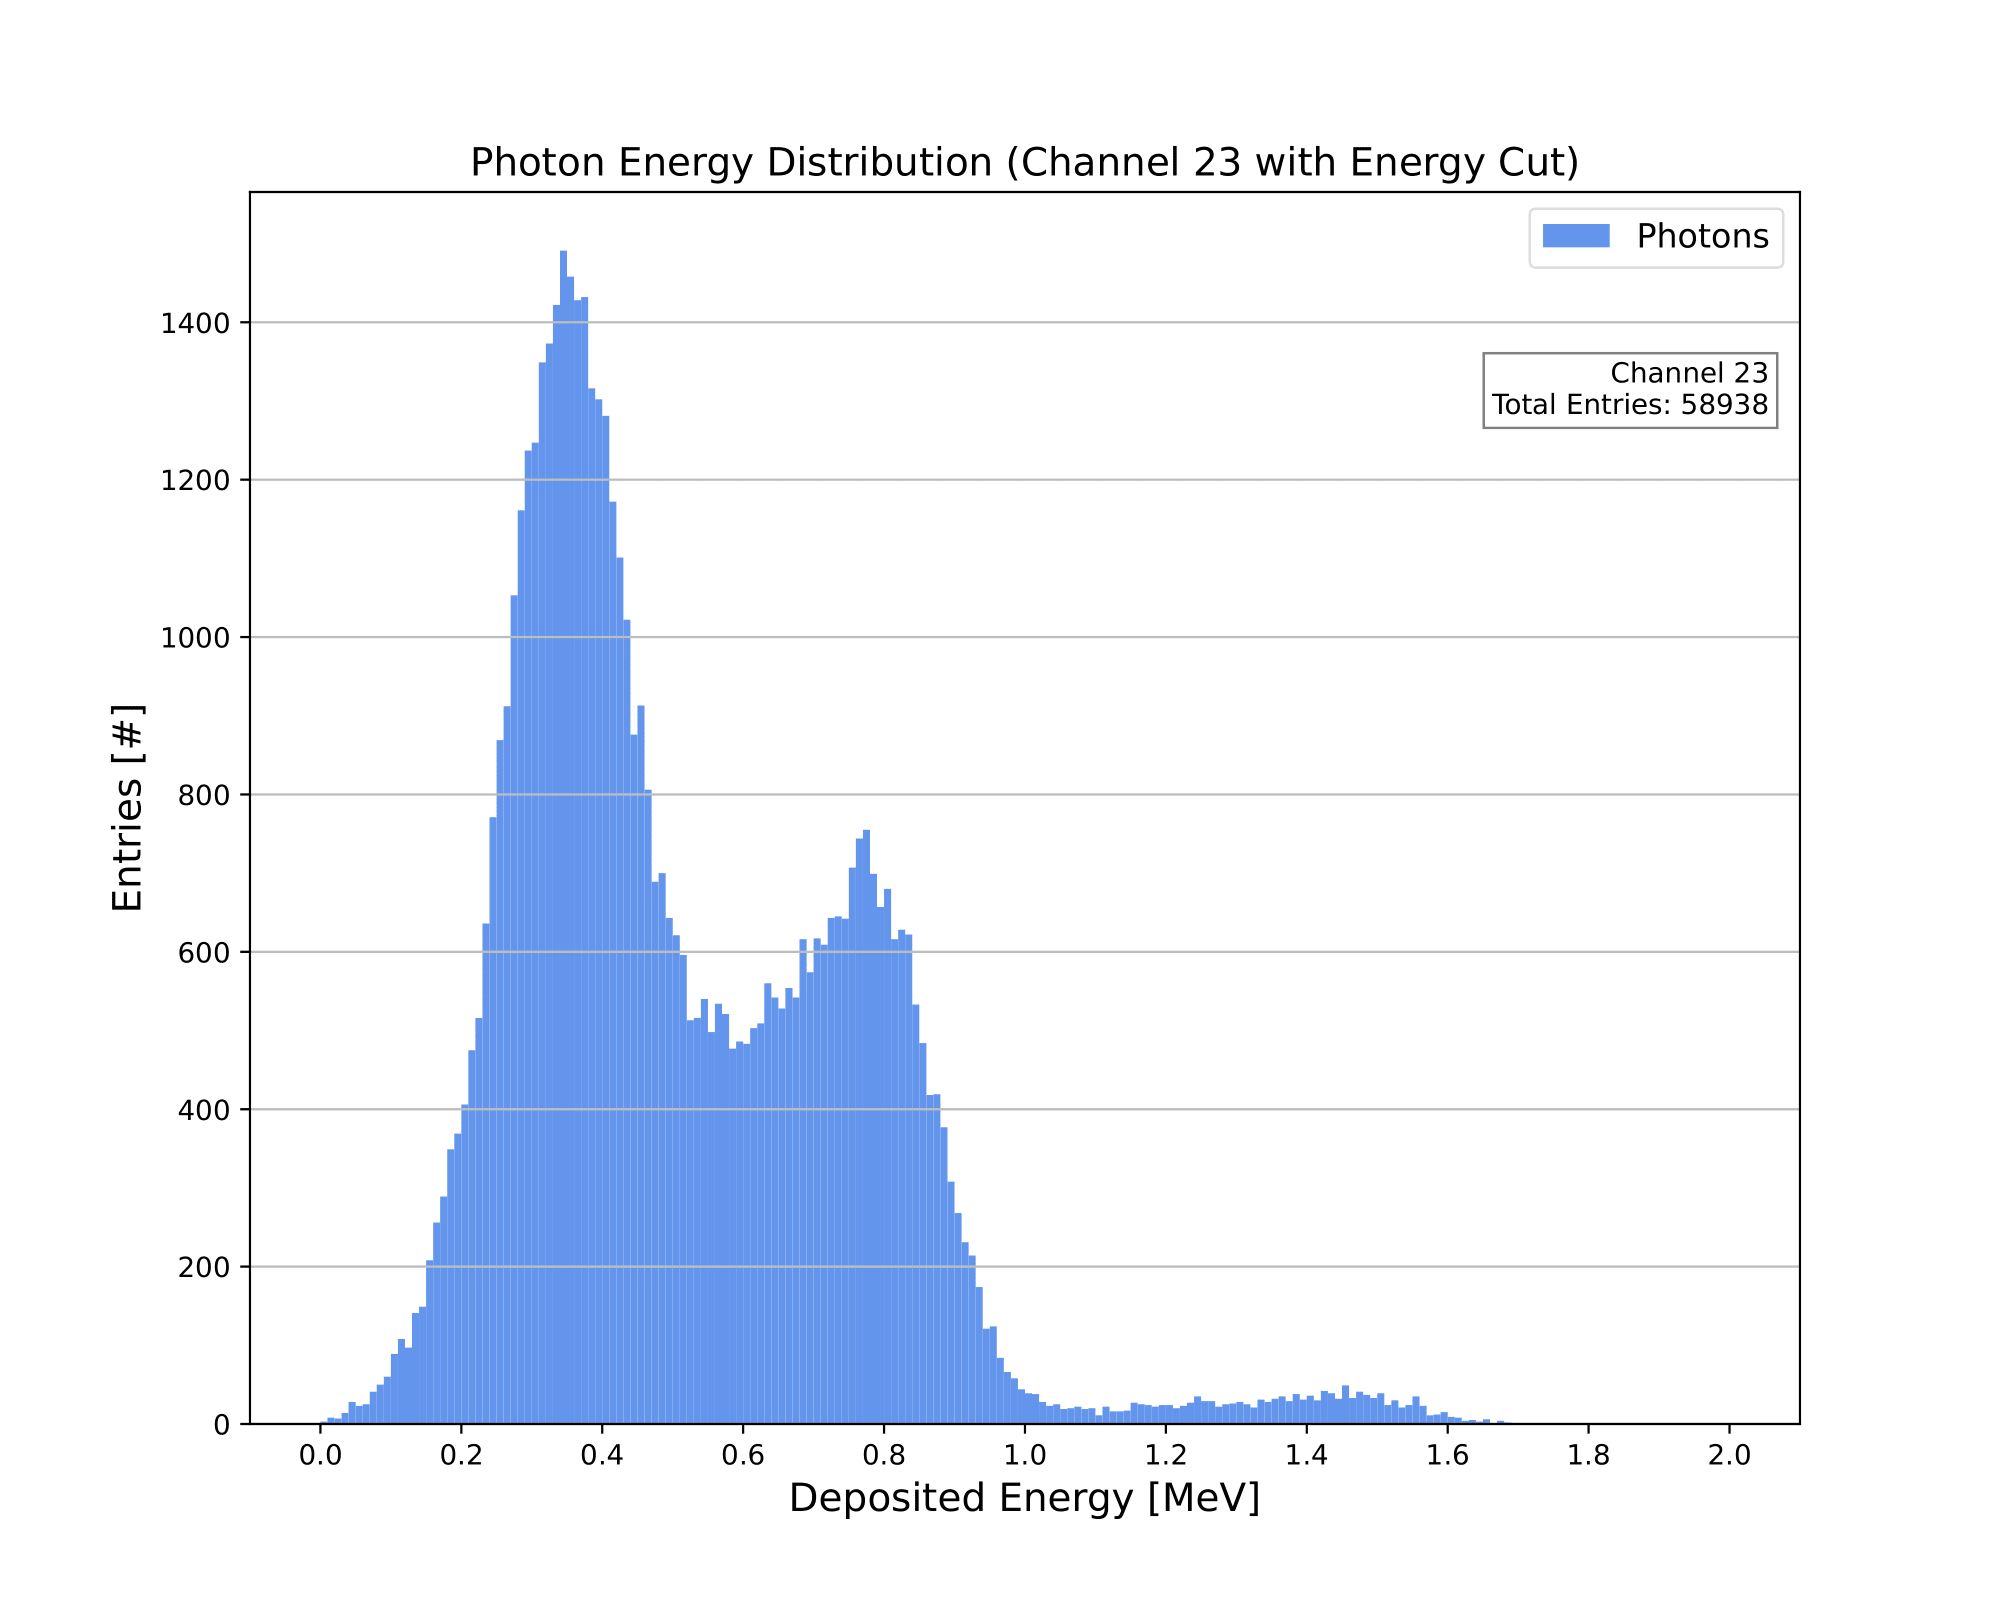 Photon Energy Distribution (Channel 23 with Energy Cut)
Photons
Channel 23
Total Entries: 58938
Entries [#]
1400
1200
1000
800
600
400
200
0
0.0 0.2 0.4 0.6 0.8 1.0 1.2 1.4 1.6 1.8 2.0
Deposited Energy [MeV]